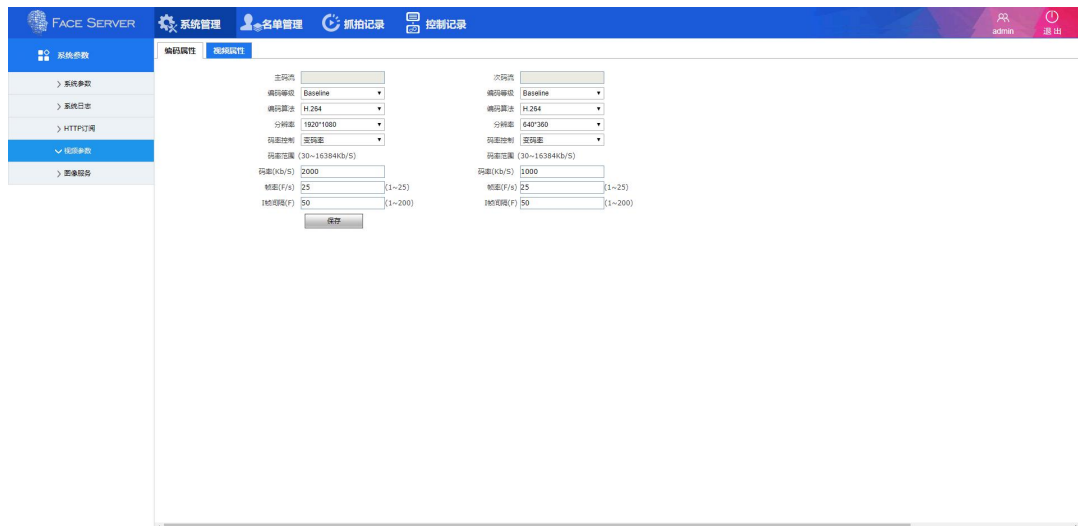 FACE SERVER 系统管理 名单管理 抓拍记录 控制记录 admin 退出
系统参数
编码属性 视频属性
系统参数
系统日志
HTTP订阅
视频参数
图像服务
主码流 次码流
编码等级 Baseline 编码等级 Baseline
编码算法 H.264 编码算法 H.264
分辨率 1920*1080 分辨率 640*360
码率控制 变码率 码率控制 变码率
码率范围 (30~16384Kb/S) 码率范围 (30~16384Kb/S)
码率(Kb/S) 2000 码率(Kb/S) 1000
帧率(F/s) 25 (1~25) 帧率(F/s) 25 (1~25)
I帧间隔(F) 50 (1~200) I帧间隔(F) 50 (1~200)
保存